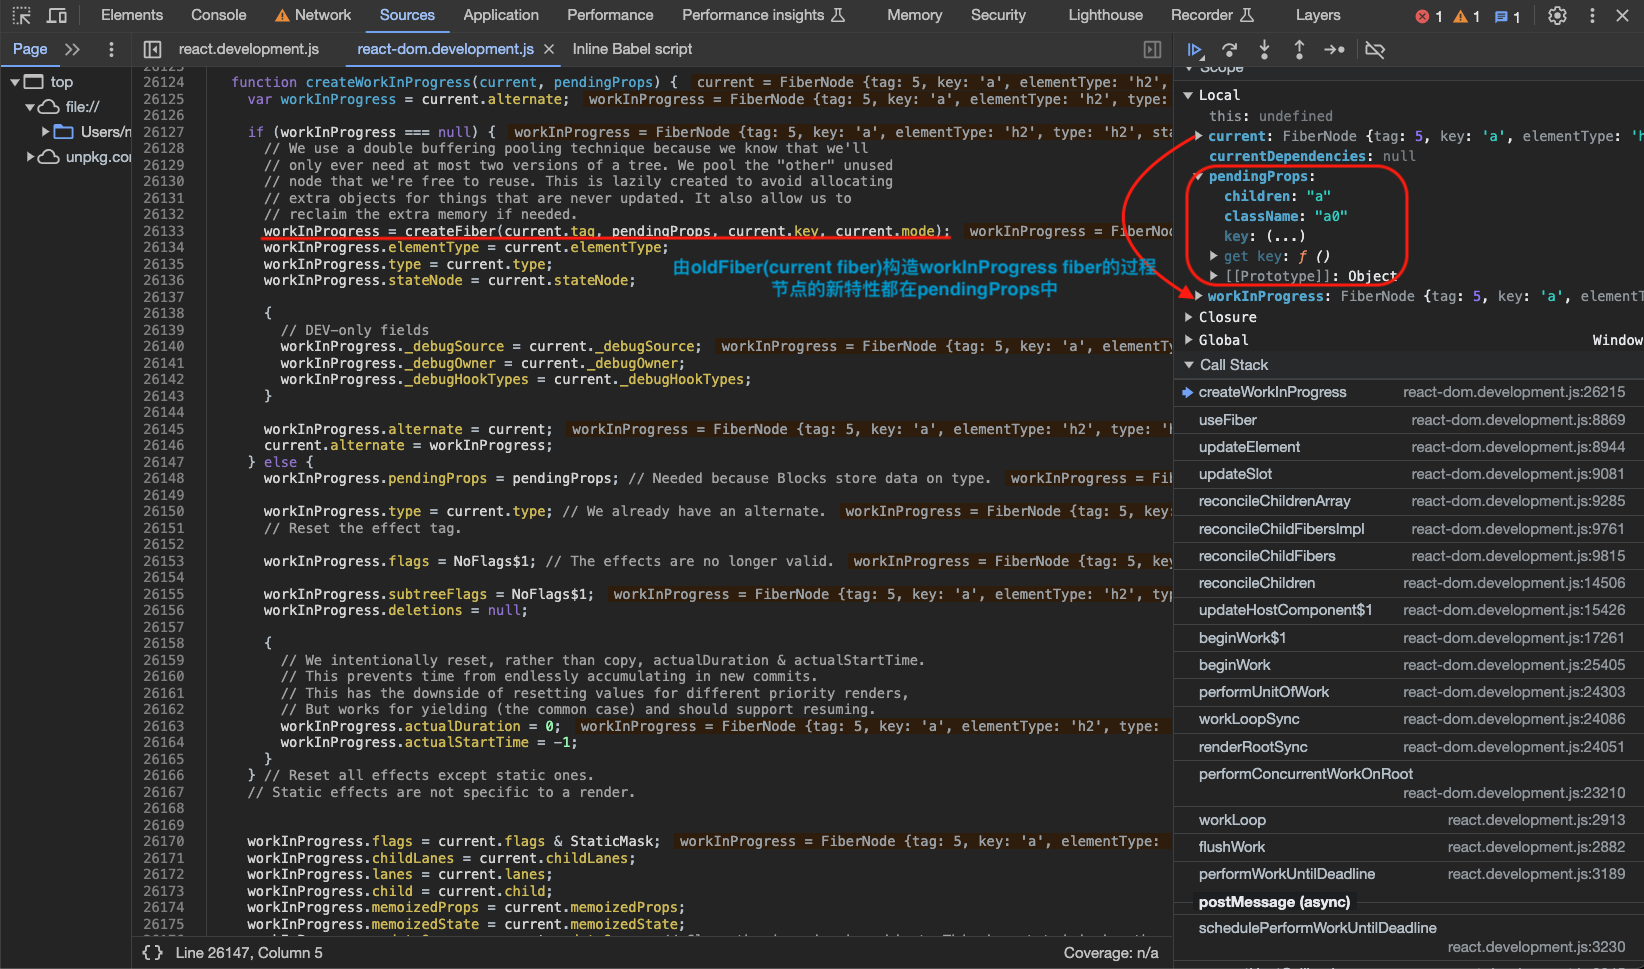 Elements Console Network Sources Application Performance Performance insights Memory Security Lighthouse Recorder Layers 1 1 1
Page react.development.js react-dom.development.js Inline Babel script
top
file://
Users/
unpkg.co
26124 function createWorkInProgress(current, pendingProps) { current = FiberNode {tag: 5, key: 'a', elementType: 'h2',
26125 var workInProgress = current.alternate; workInProgress = FiberNode {tag: 5, key: 'a', elementType: 'h2', type:
26126
26127 if (workInProgress === null) { workInProgress = FiberNode {tag: 5, key: 'a', elementType: 'h2', type: 'h2', sta
26128 // We use a double buffering pooling technique because we know that we'll
26129 // only ever need at most two versions of a tree. We pool the "other" unused
26130 // node that we're free to reuse. This is lazily created to avoid allocating
26131 // extra objects for things that are never updated. It also allow us to
26132 // reclaim the extra memory if needed.
26133 workInProgress = createFiber(current.tag, pendingProps, current.key, current.mode); workInProgress = FiberNo
26134 workInProgress.elementType = current.elementType;
26135 workInProgress.type = current.type;
26136 workInProgress.stateNode = current.stateNode;
由oldFiber(current fiber)构造workInProgress fiber的过程
节点的新特性都在pendingProps中
26137
26138 {
26139 // DEV-only fields
26140 workInProgress._debugSource = current._debugSource; workInProgress = FiberNode {tag: 5, key: 'a', elementTy
26141 workInProgress._debugOwner = current._debugOwner;
26142 workInProgress._debugHookTypes = current._debugHookTypes;
26143 }
26144
26145 workInProgress.alternate = current; workInProgress = FiberNode {tag: 5, key: 'a', elementType: 'h2', type: '
26146 current.alternate = workInProgress;
26147 } else {
26148 workInProgress.pendingProps = pendingProps; // Needed because Blocks store data on type. workInProgress = Fi
26149
26150 workInProgress.type = current.type; // We already have an alternate. workInProgress = FiberNode {tag: 5, key:
26151 // Reset the effect tag.
26152
26153 workInProgress.flags = NoFlags$1; // The effects are no longer valid. workInProgress = FiberNode {tag: 5, ke
26154
26155 workInProgress.subtreeFlags = NoFlags$1; workInProgress = FiberNode {tag: 5, key: 'a', elementType: 'h2', typ
26156 workInProgress.deletions = null;
26157
26158 {
26159 // We intentionally reset, rather than copy, actualDuration & actualStartTime.
26160 // This prevents time from endlessly accumulating in new commits.
26161 // This has the downside of resetting values for different priority renders,
26162 // But works for yielding (the common case) and should support resuming.
26163 workInProgress.actualDuration = 0; workInProgress = FiberNode {tag: 5, key: 'a', elementType: 'h2', type:
26164 workInProgress.actualStartTime = -1;
26165 }
26166 } // Reset all effects except static ones.
26167 // Static effects are not specific to a render.
26168
26169
26170 workInProgress.flags = current.flags & StaticMask; workInProgress = FiberNode {tag: 5, key: 'a', elementType:
26171 workInProgress.childLanes = current.childLanes;
26172 workInProgress.lanes = current.lanes;
26173 workInProgress.child = current.child;
26174 workInProgress.memoizedProps = current.memoizedProps;
26175 workInProgress.memoizedState = current.memoizedState;
{} Line 26147, Column 5 Coverage: n/a
Scope
Local
this: undefined
current: FiberNode {tag: 5, key: 'a', elementType: 'h
currentDependencies: null
pendingProps:
children: "a"
className: "a0"
key: (...)
get key: ƒ ()
[[Prototype]]: Object
workInProgress: FiberNode {tag: 5, key: 'a', elementT
Closure
Global Window
Call Stack
createWorkInProgress react-dom.development.js:26215
useFiber react-dom.development.js:8869
updateElement react-dom.development.js:8944
updateSlot react-dom.development.js:9081
reconcileChildrenArray react-dom.development.js:9285
reconcileChildFibersImpl react-dom.development.js:9761
reconcileChildFibers react-dom.development.js:9815
reconcileChildren react-dom.development.js:14506
updateHostComponent$1 react-dom.development.js:15426
beginWork$1 react-dom.development.js:17261
beginWork react-dom.development.js:25405
performUnitOfWork react-dom.development.js:24303
workLoopSync react-dom.development.js:24086
renderRootSync react-dom.development.js:24051
performConcurrentWorkOnRoot
react-dom.development.js:23210
workLoop react.development.js:2913
flushWork react.development.js:2882
performWorkUntilDeadline react.development.js:3189
postMessage (async)
schedulePerformWorkUntilDeadline
react.development.js:3230